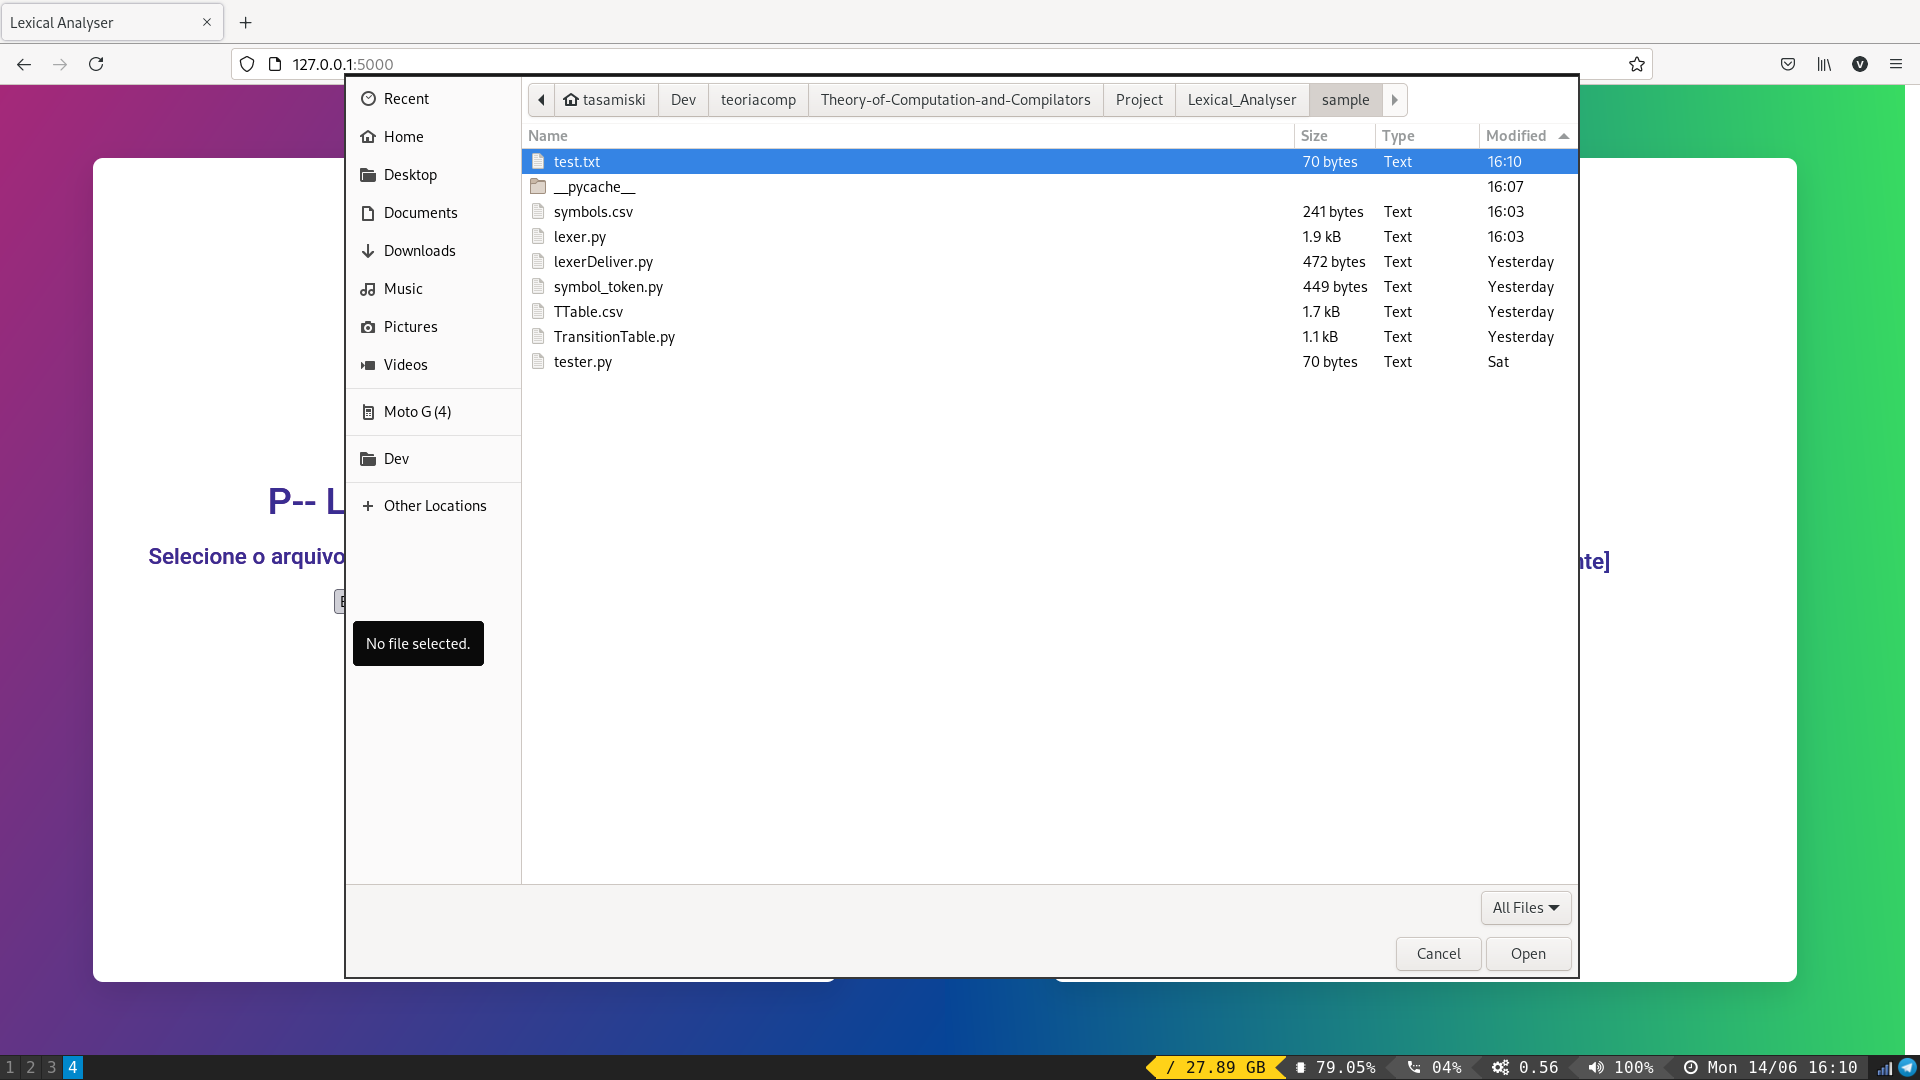 Lexical Analyser
127.0.0.1:5000
Recent
Home
Desktop
Documents
Downloads
Music
Pictures
Videos
Moto G (4)
Dev
Other Locations
tasamiski Dev teoriacomp Theory-of-Computation-and-Compilators Project Lexical_Analyser sample
Name Size Type Modified
test.txt 70 bytes Text 16:10
__pycache__ 16:07
symbols.csv 241 bytes Text 16:03
lexer.py 1.9 kB Text 16:03
lexerDeliver.py 472 bytes Text Yesterday
symbol_token.py 449 bytes Text Yesterday
TTable.csv 1.7 kB Text Yesterday
TransitionTable.py 1.1 kB Text Yesterday
tester.py 70 bytes Text Sat
P-- L
Selecione o arquivo
nte]
No file selected.
All Files
Cancel Open
1 2 3 4 / 27.89 GB 79.05% 04% 0.56 100% Mon 14/06 16:10